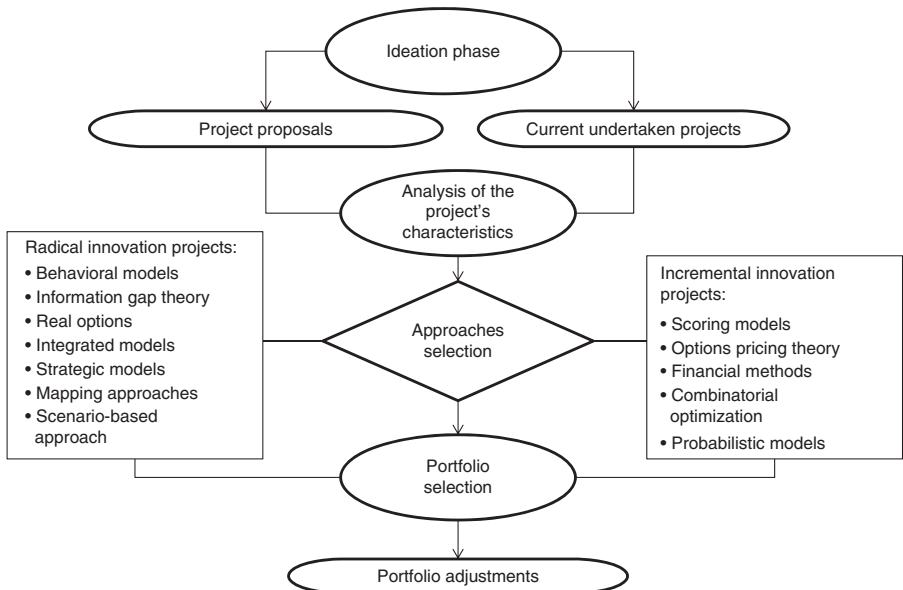 Ideation phase
Project proposals
Current undertaken projects
Analysis of the
project's
characteristics
Radical innovation projects:
• Behavioral models
• Information gap theory
• Real options
• Integrated models
• Strategic models
• Mapping approaches
• Scenario-based
approach
Approaches
selection
Incremental innovation
projects:
• Scoring models
• Options pricing theory
• Financial methods
• Combinatorial
optimization
• Probabilistic models
Portfolio
selection
Portfolio adjustments